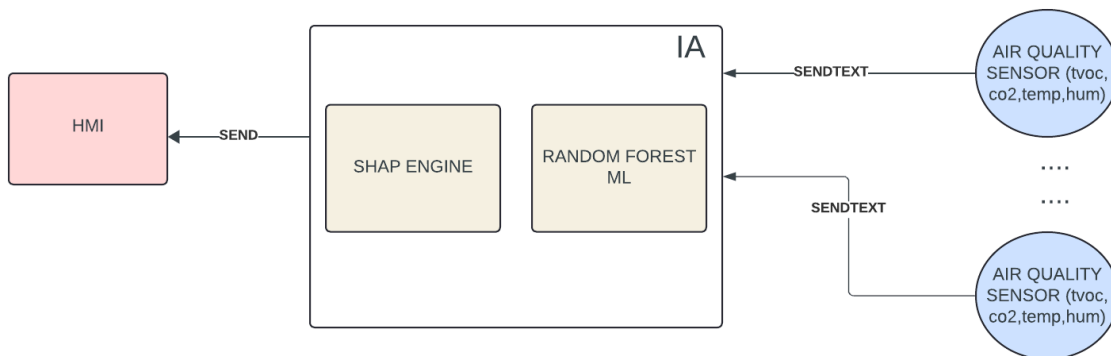 HMI
SEND
IA
SHAP ENGINE
RANDOM FOREST
ML
SENDTEXT
SENDTEXT
AIR QUALITY
SENSOR (tvoc,
co2,temp,hum)
....
....
AIR QUALITY
SENSOR (tvoc,
co2,temp,hum)